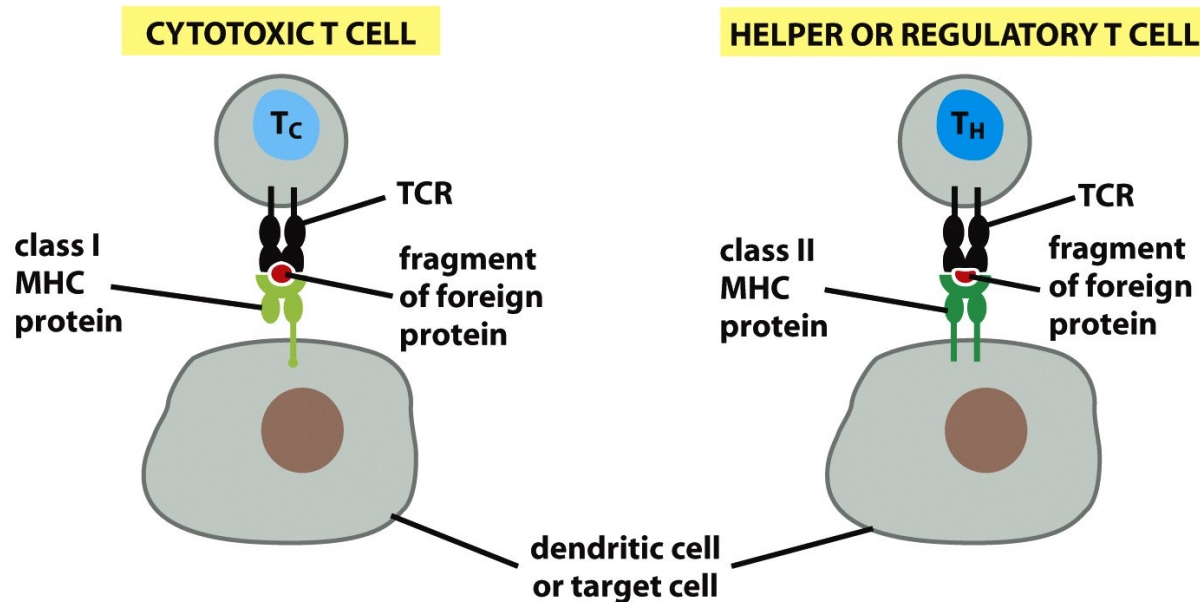 CYTOTOXIC T CELL
HELPER OR REGULATORY T CELL
TC
TH
TCR
TCR
class I
MHC
protein
fragment
of foreign
protein
class II
MHC
protein
fragment
of foreign
protein
dendritic cell
or target cell